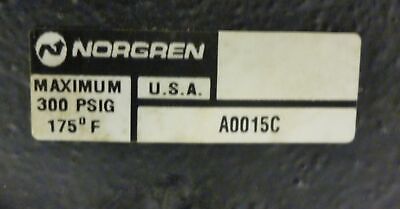 NORGREN
MAXIMUM
300 PSIG
175° F
U.S.A.
A0015C